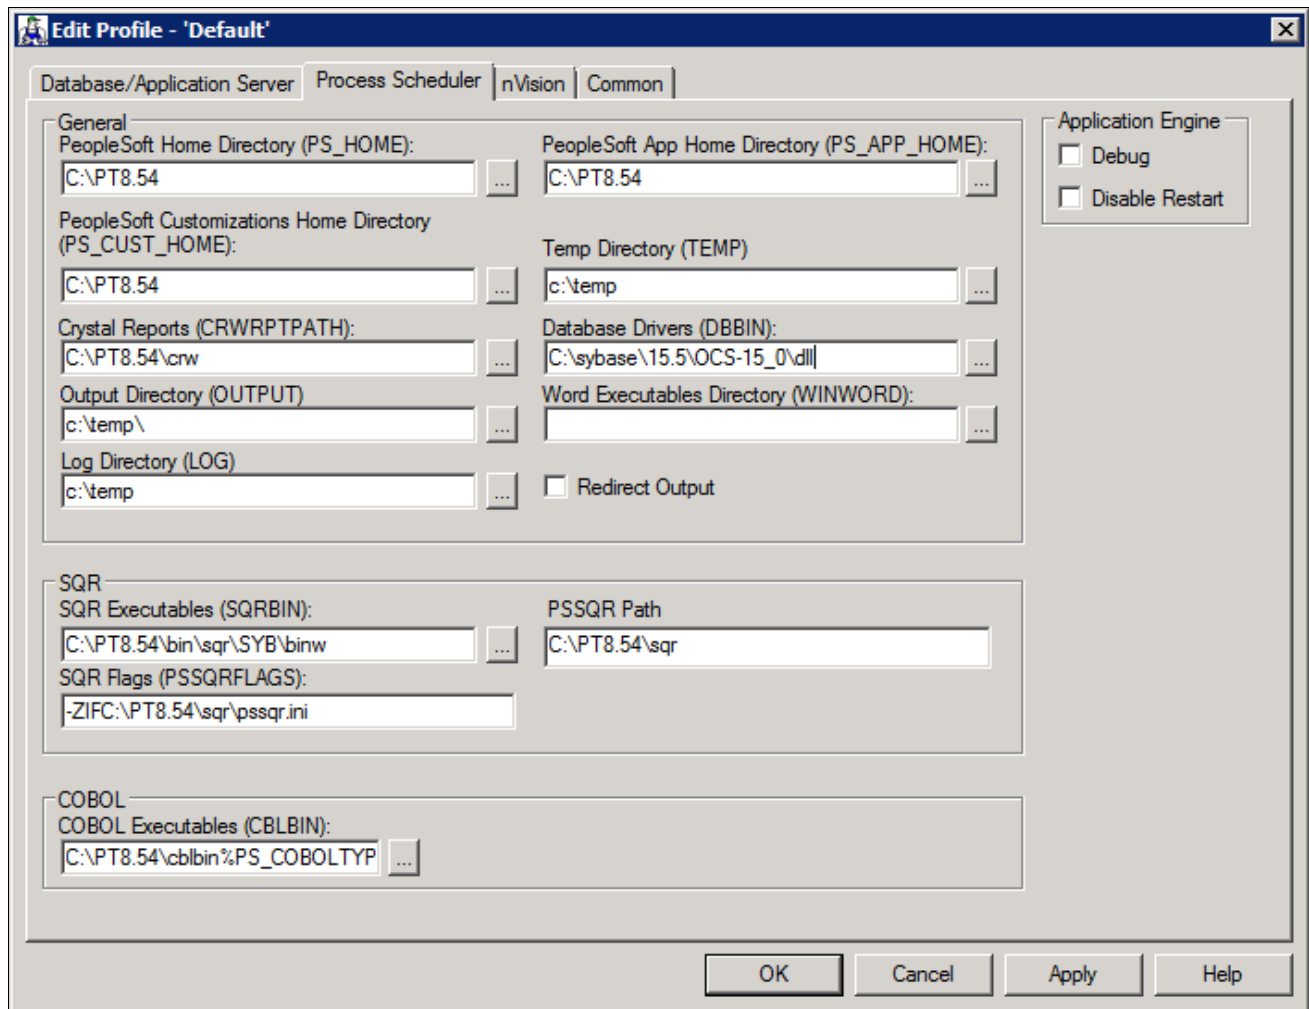 Edit Profile - 'Default'
Database/Application Server Process Scheduler nVision Common
General
PeopleSoft Home Directory (PS_HOME):
C:\PT8.54
...
PeopleSoft App Home Directory (PS_APP_HOME):
C:\PT8.54
...
PeopleSoft Customizations Home Directory
(PS_CUST_HOME):
C:\PT8.54
...
Temp Directory (TEMP)
c:\temp
...
Crystal Reports (CRWRPTPATH):
C:\PT8.54\crw
...
Database Drivers (DBBIN):
C:\sybase\15.5\OCS-15_0\dll
...
Output Directory (OUTPUT)
c:\temp\
...
Word Executables Directory (WINWORD):
...
Log Directory (LOG)
c:\temp
...
Redirect Output
Application Engine
Debug
Disable Restart
SQR
SQR Executables (SQRBIN):
C:\PT8.54\bin\sqr\SYB\binw
...
PSSQR Path
C:\PT8.54\sqr
SQR Flags (PSSQRFLAGS):
-ZIFC:\PT8.54\sqr\pssqr.ini
COBOL
COBOL Executables (CBLBIN):
C:\PT8.54\cblbin%PS_COBOLTYP
...
OK Cancel Apply Help